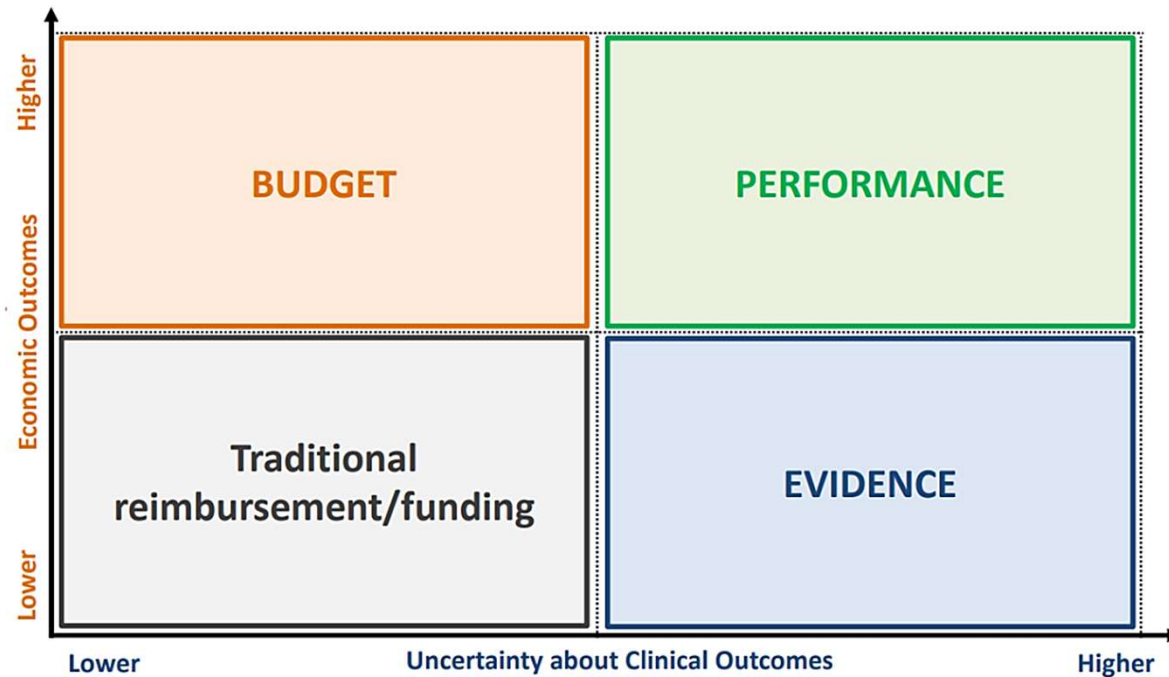 Higher
BUDGET
PERFORMANCE
Economic Outcomes
Traditional
reimbursement/funding
EVIDENCE
Lower
Lower
Uncertainty about Clinical Outcomes
Higher